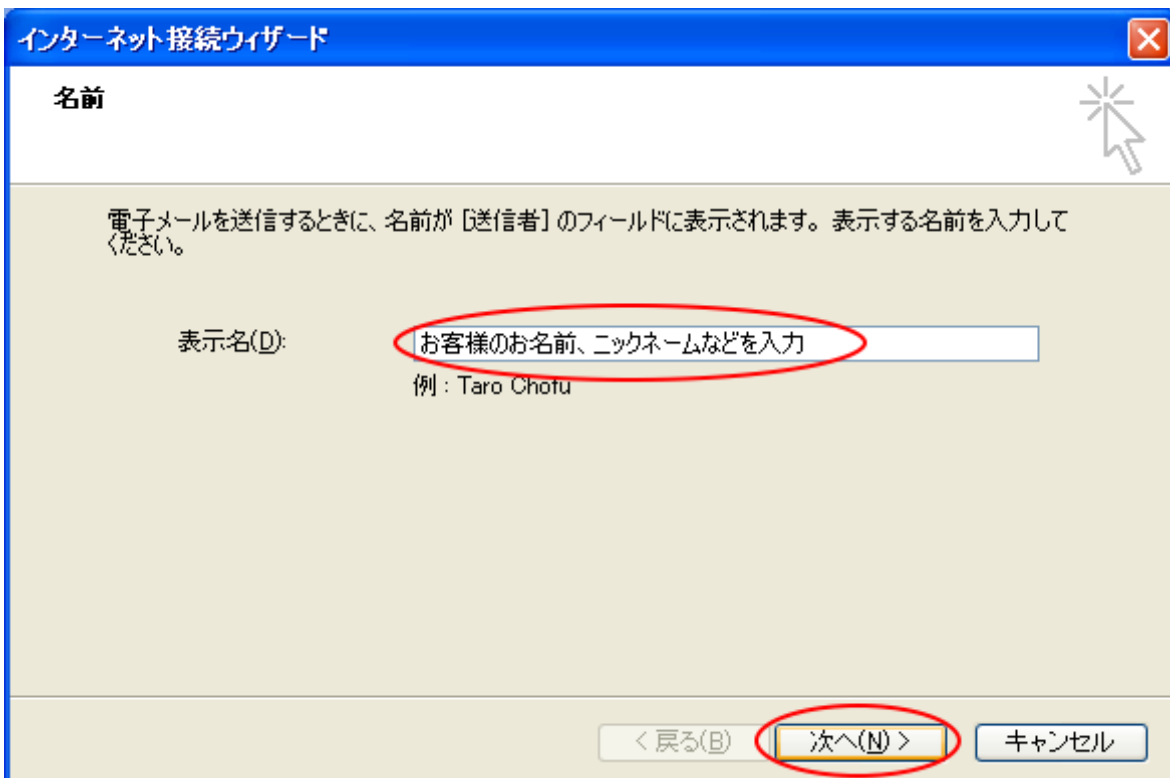 インターネット接続ウィザード
名前
電子メールを送信するときに、名前が [送信者] のフィールドに表示されます。表示する名前を入力して
ください。
表示名(D): お客様のお名前、ニックネームなどを入力
例 : Taro Chofu
< 戻る(B) 次へ(N) > キャンセル